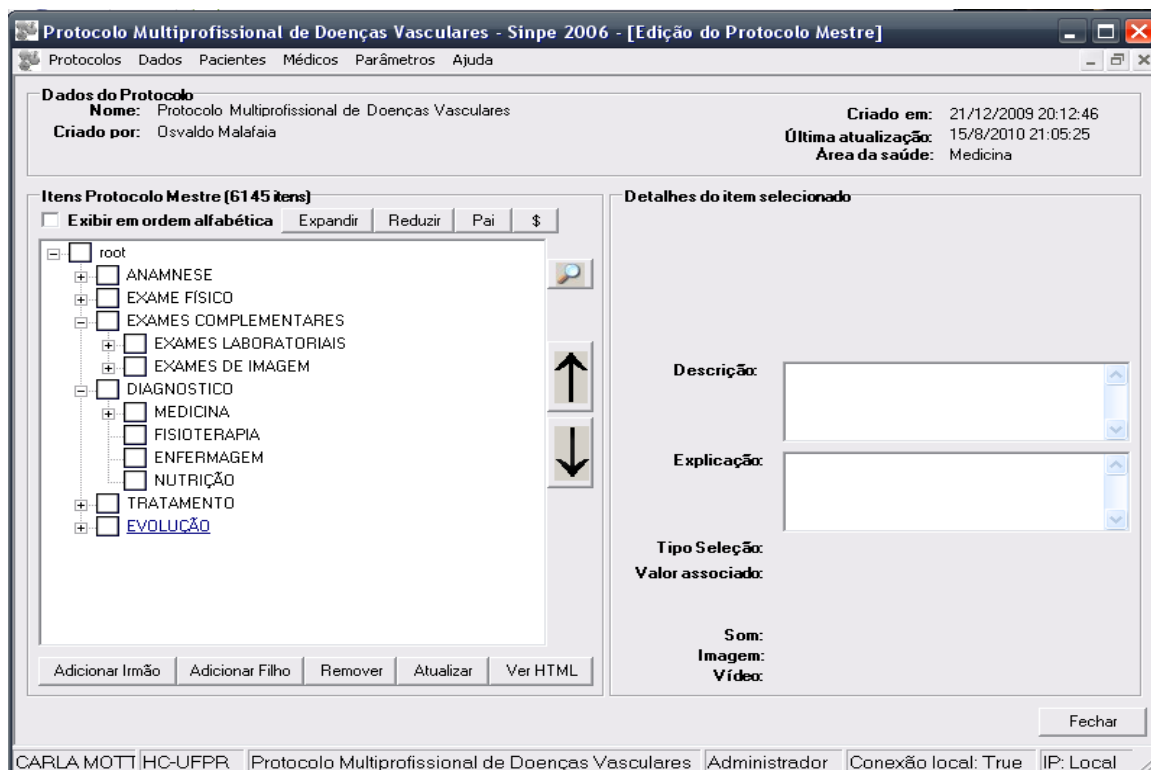 Protocolo Multiprofissional de Doenças Vasculares - Sinpe 2006 - [Edição do Protocolo Mestre]
Protocolos Dados Pacientes Médicos Parâmetros Ajuda
Dados do Protocolo
Nome: Protocolo Multiprofissional de Doenças Vasculares
Criado por: Osvaldo Malafaia
Criado em: 21/12/2009 20:12:46
Última atualização: 15/8/2010 21:05:25
Área da saúde: Medicina
Itens Protocolo Mestre (6145 itens)
Exibir em ordem alfabética Expandir Reduzir Pai $
root
ANAMNESE
EXAME FÍSICO
EXAMES COMPLEMENTARES
EXAMES LABORATORIAIS
EXAMES DE IMAGEM
DIAGNOSTICO
MEDICINA
FISIOTERAPIA
ENFERMAGEM
NUTRIÇÃO
TRATAMENTO
EVOLUÇÃO
Adicionar Irmão Adicionar Filho Remover Atualizar Ver HTML
Detalhes do item selecionado
Descrição:
Explicação:
Tipo Seleção:
Valor associado:
Som:
Imagem:
Vídeo:
Fechar
CARLA MOTT HC-UFPR Protocolo Multiprofissional de Doenças Vasculares Administrador Conexão local: True IP: Local